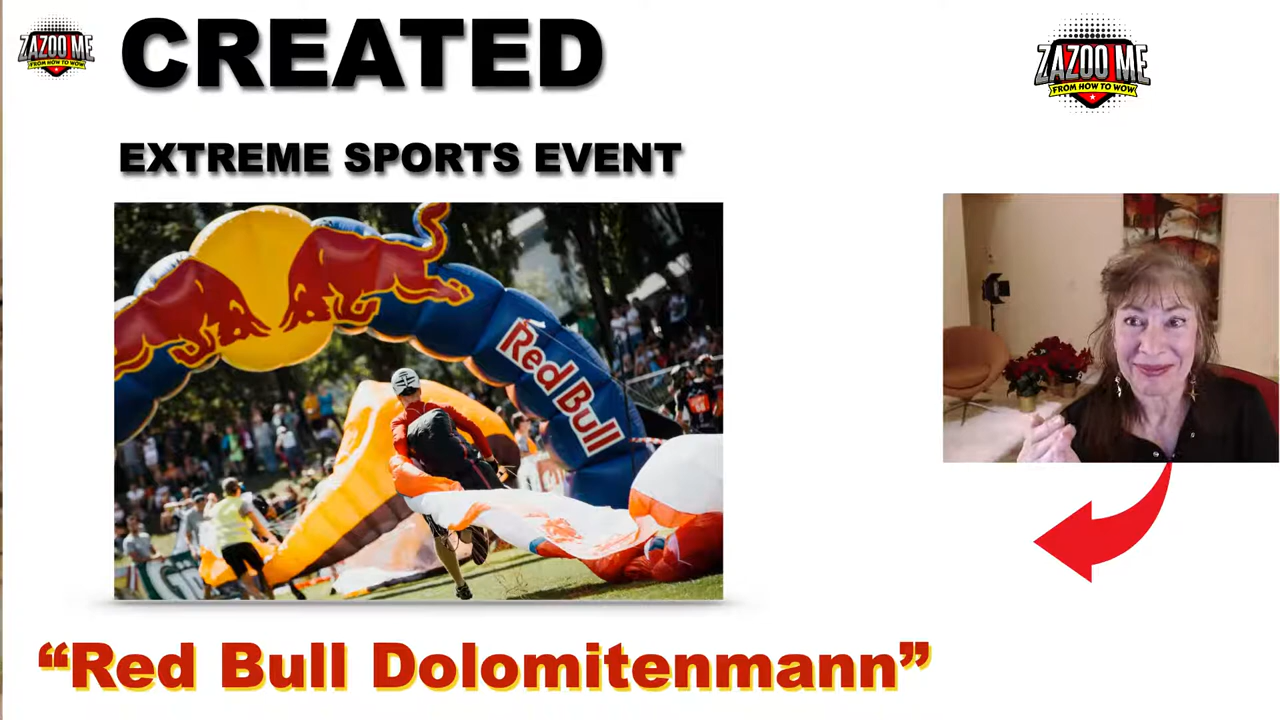 CREATED
ZAZOO ME
FROM HOW TO WOW
ZAZOO ME
FROM HOW TO WOW
EXTREME SPORTS EVENT
Red Bull
“Red Bull Dolomitenmann”